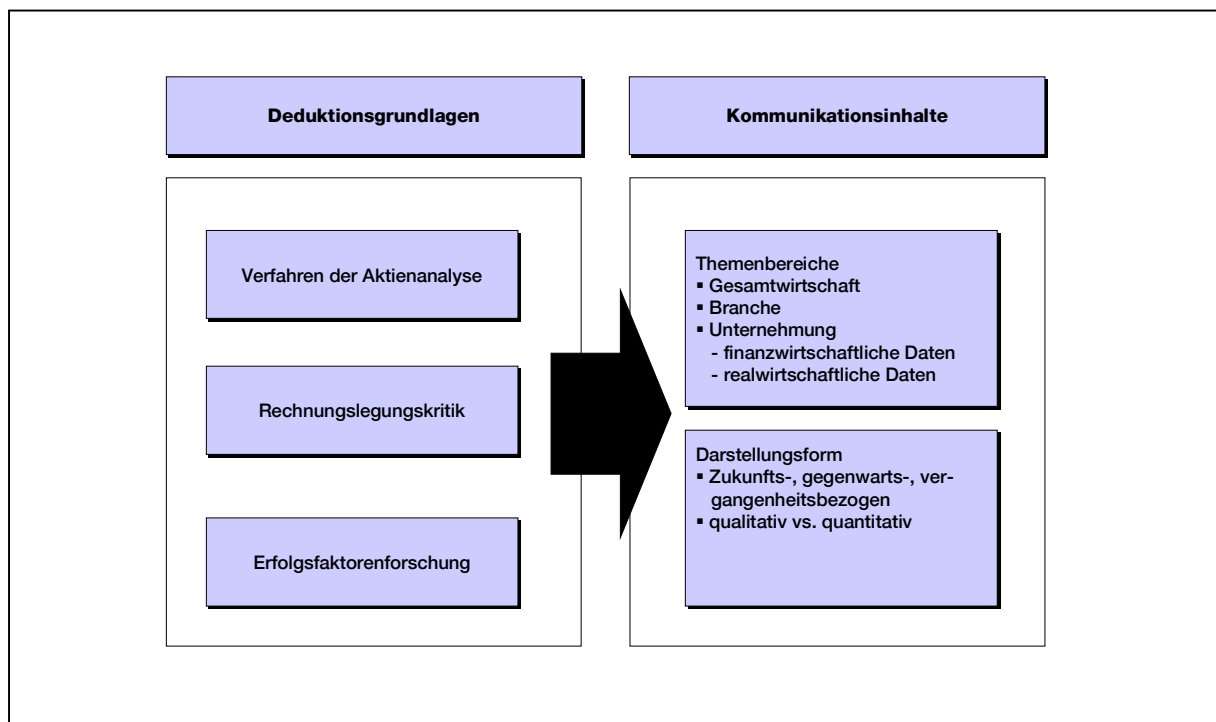 Deduktionsgrundlagen
Verfahren der Aktienanalyse
Rechnungslegungskritik
Erfolgsfaktorenforschung
Kommunikationsinhalte
Themenbereiche
▪ Gesamtwirtschaft
▪ Branche
▪ Unternehmung
- finanzwirtschaftliche Daten
- realwirtschaftliche Daten
Darstellungsform
▪ Zukunfts-, gegenwarts-, ver-
gangenheitsbezogen
▪ qualitativ vs. quantitativ